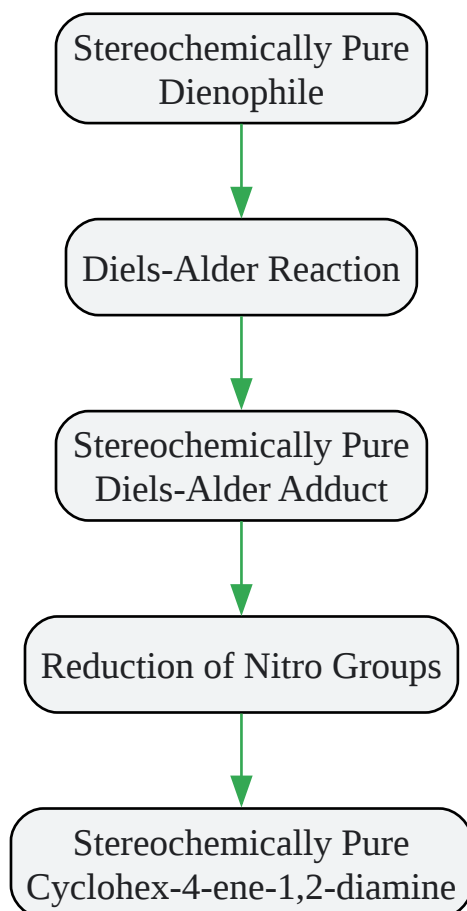 Stereochemically Pure
Dienophile
Diels-Alder Reaction
Stereochemically Pure
Diels-Alder Adduct
Reduction of Nitro Groups
Stereochemically Pure
Cyclohex-4-ene-1,2-diamine